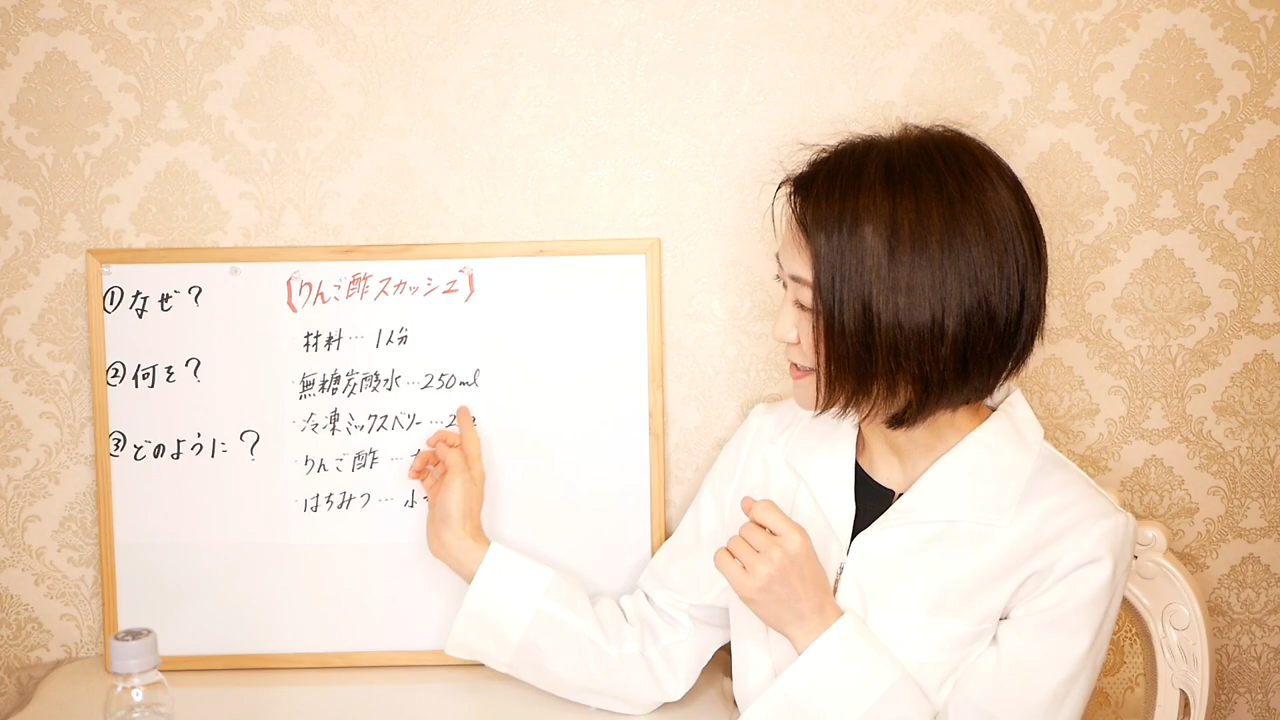 ①なぜ?
②何を?
③どのように?
【りんご酢スカッシュ】
材料…1人分
・無糖炭酸水…250ml
・冷凍ミックスベリー…
・りんご酢…
・はちみつ…小